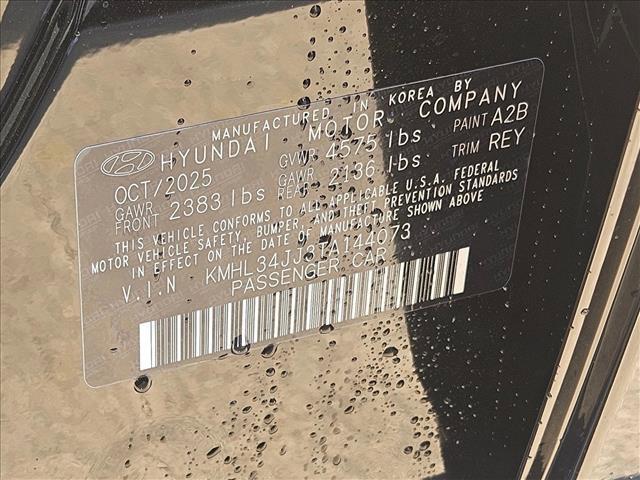 MANUFACTURED IN KOREA BY
HYUNDAI MOTOR COMPANY
OCT/2025 GVWR 4575 lbs PAINT A2B
GAWR FRONT 2383 lbs GAWR REAR 2136 lbs TRIM REY
THIS VEHICLE CONFORMS TO ALL APPLICABLE U.S.A. FEDERAL
MOTOR VEHICLE SAFETY, BUMPER, AND THEFT PREVENTION STANDARDS
IN EFFECT ON THE DATE OF MANUFACTURE SHOWN ABOVE
V.I.N KMHL34JJ3TA144073
PASSENGER CAR